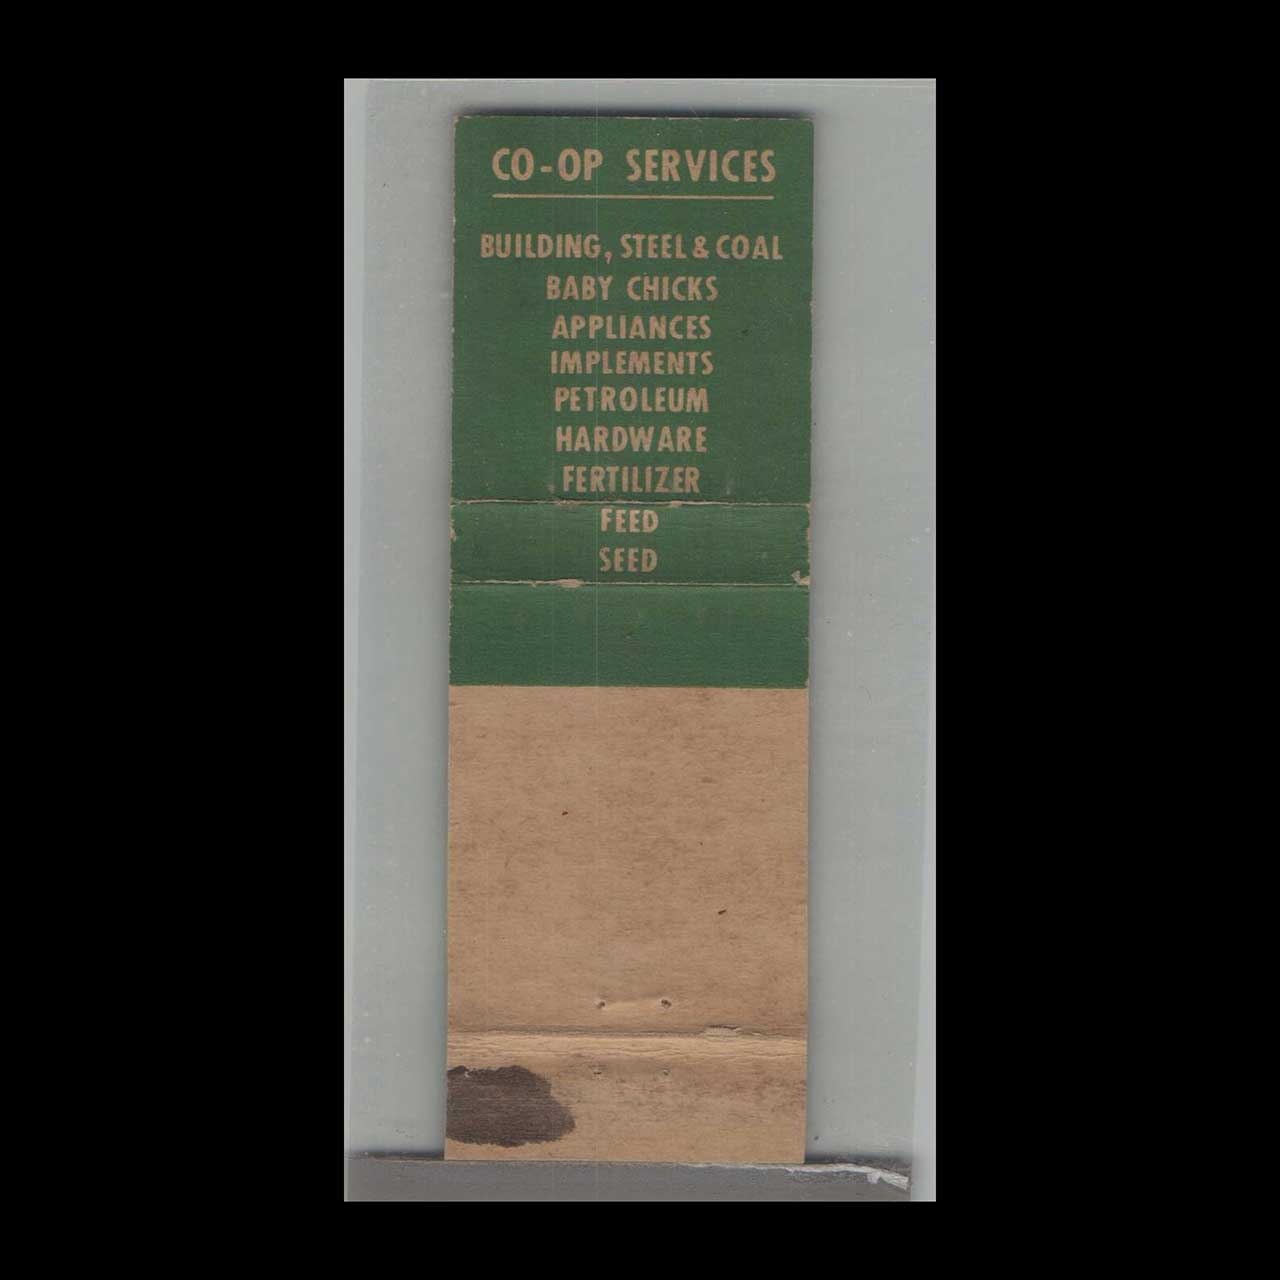 CO-OP SERVICES
BUILDING, STEEL & COAL
BABY CHICKS
APPLIANCES
IMPLEMENTS
PETROLEUM
HARDWARE
FERTILIZER
FEED
SEED